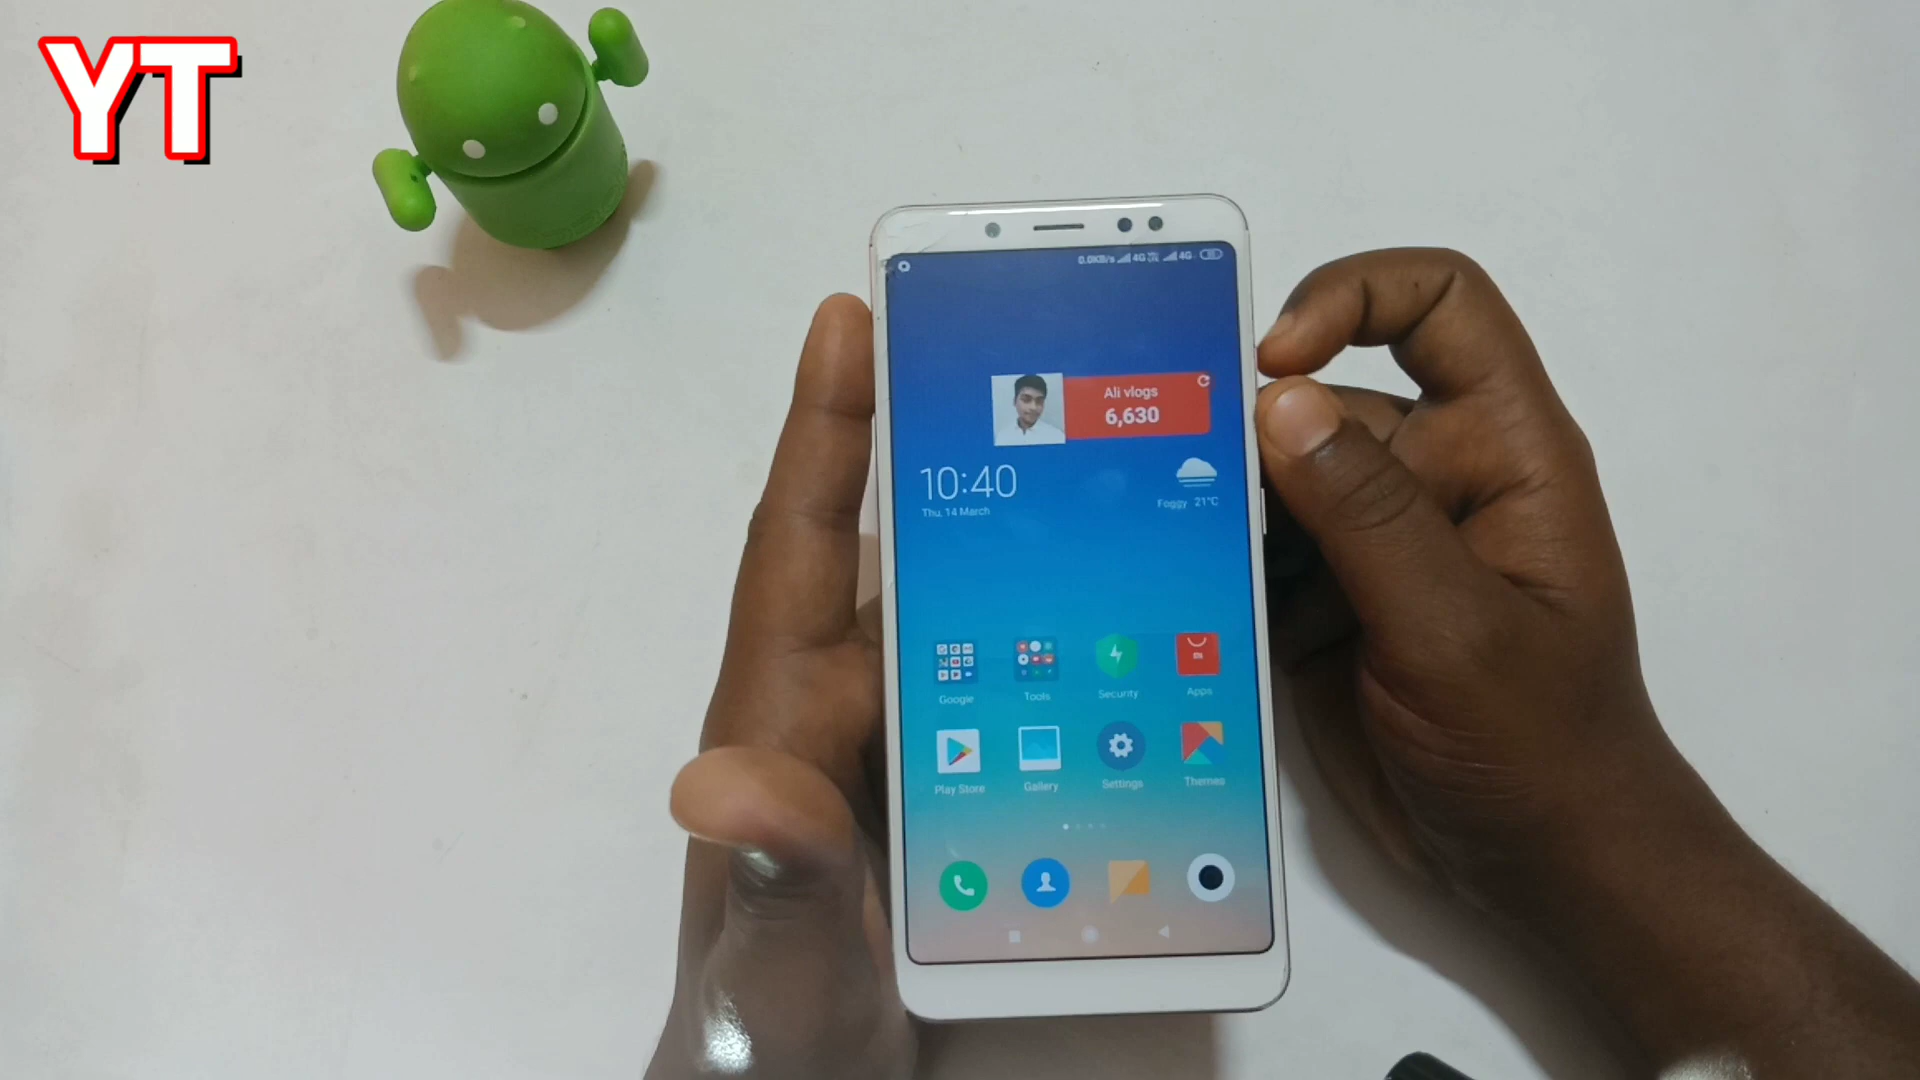 YT
0.0KB/s 4G VoLTE 4G
Ali vlogs
6,630
10:40
Thu, 14 March
Foggy 21°C
Google Tools Security Apps
Play Store Gallery Settings Themes